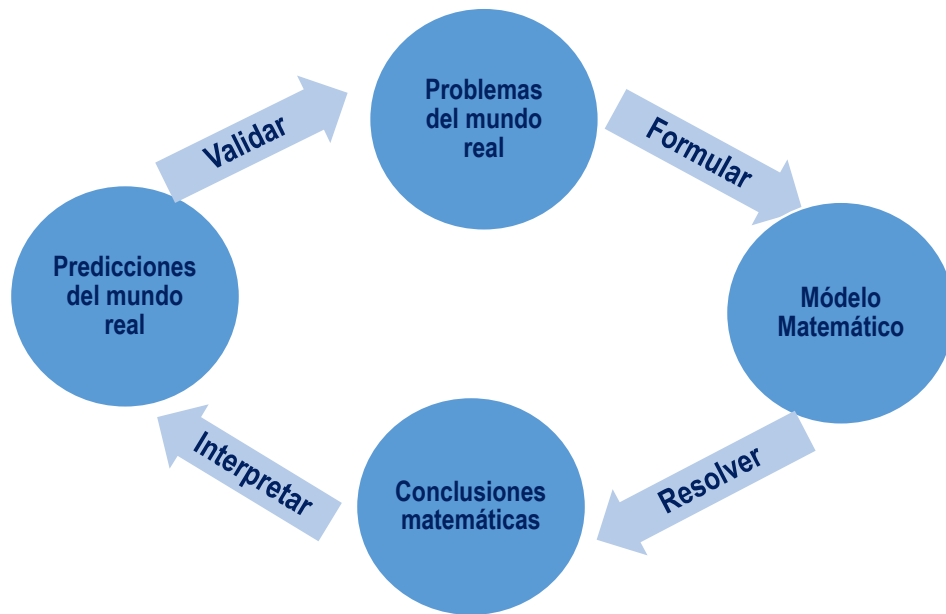 Problemas
del mundo
real
Formular
Módelo
Matemático
Resolver
Conclusiones
matemáticas
Interpretar
Predicciones
del mundo
real
Validar